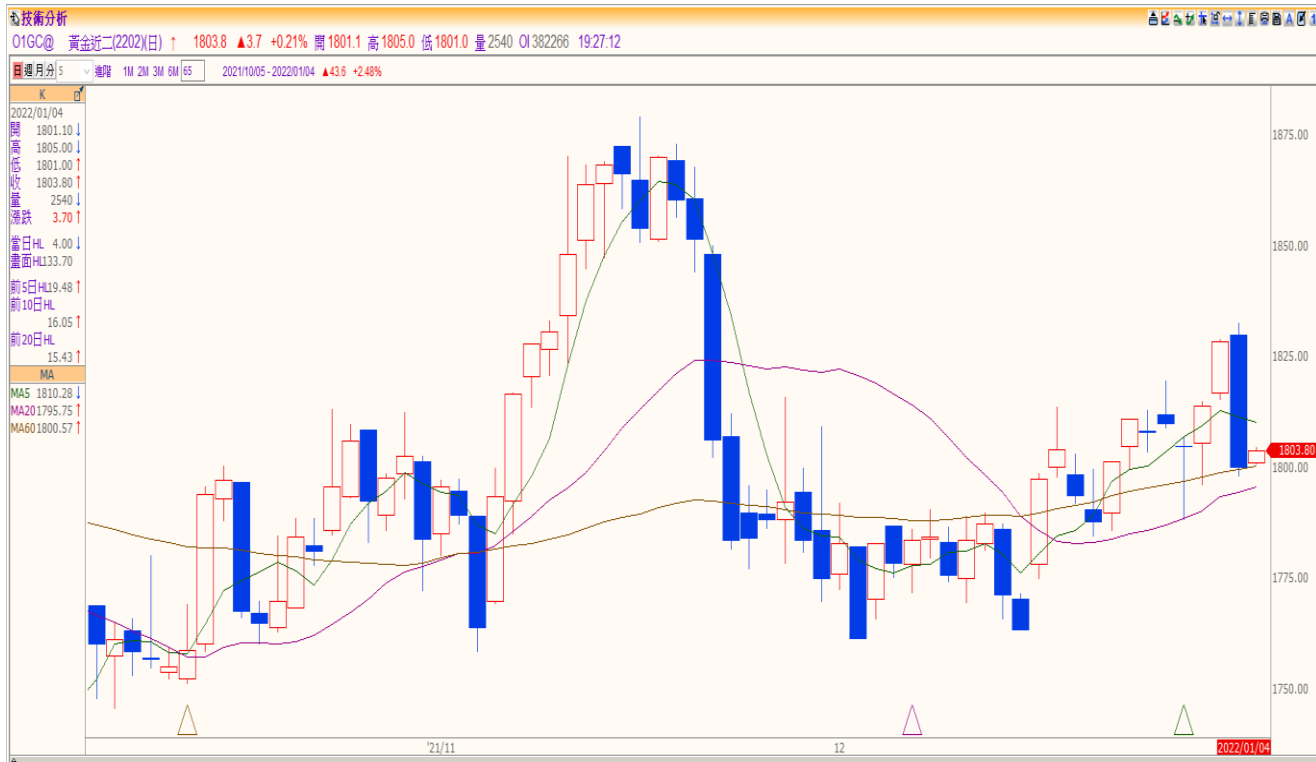 技術分析
O1GC@ 黃金近二(2202)(日) ↑ 1803.8 ▲3.7 +0.21% 開 1801.1 高 1805.0 低 1801.0 量 2540 OI 382266 19:27:12
日 週 月 分 5 進階 1M 2M 3M 6M 65 2021/10/05 - 2022/01/04 ▲43.6 +2.48%
K
2022/01/04
開 1801.10↓
高 1805.00↓
低 1801.00↑
收 1803.80↑
量 2540↓
漲跌 3.70↑
當日HL 4.00↓
畫面HL133.70
前5日HL19.48↑
前10日HL
16.05↑
前20日HL
15.43↑
MA
MA5 1810.28↓
MA20 1795.75↑
MA60 1800.57↑
1875.00
1850.00
1825.00
1803.80
1800.00
1775.00
1750.00
'21/11
12
2022/01/04